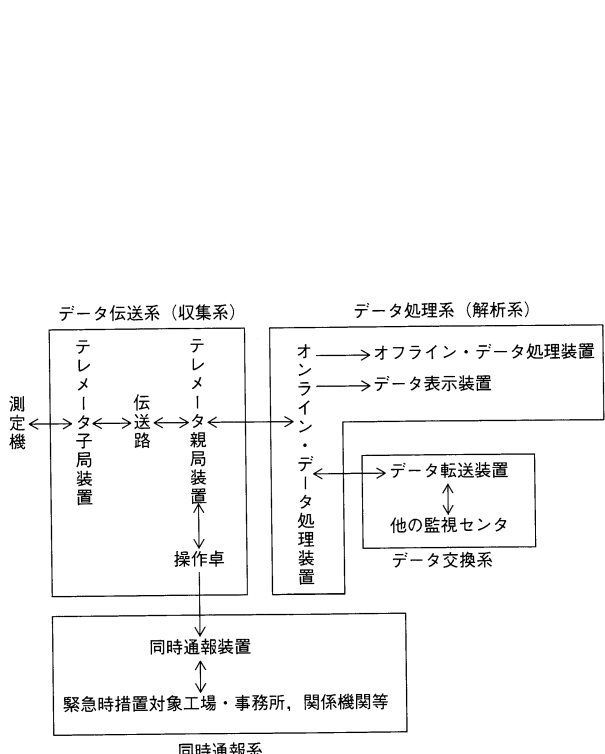 データ伝送系（収集系）
データ処理系（解析系）
測定機
テレメータ子局装置
伝送路
テレメータ親局装置
操作卓
オンライン・データ処理装置
オフライン・データ処理装置
データ表示装置
データ転送装置
他の監視センタ
データ交換系
同時通報装置
緊急時措置対象工場・事務所，関係機関等
同時通報系